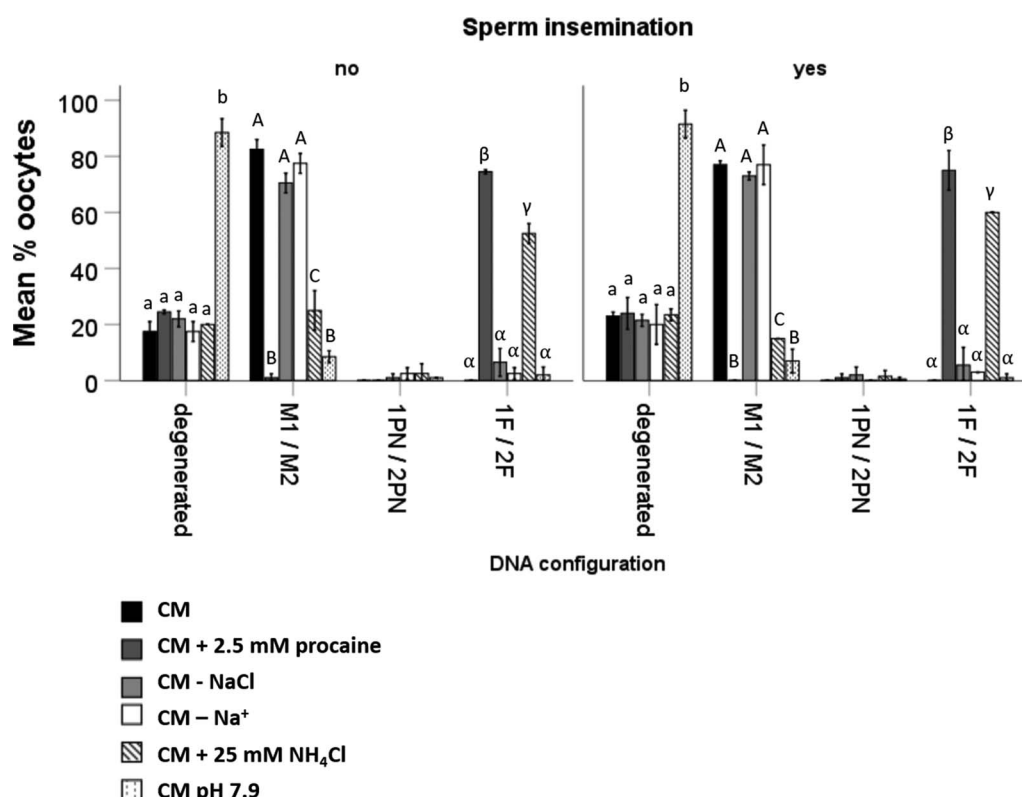 Sperm insemination
no
yes
Mean % oocytes
100
80
60
40
20
0
a a a a a b
A B A A C B
α β α α γ α
a a a a a b
A B A A C B
α β α α γ α
degenerated
M1 / M2
1PN / 2PN
1F / 2F
degenerated
M1 / M2
1PN / 2PN
1F / 2F
DNA configuration
CM
CM + 2.5 mM procaine
CM - NaCl
CM – Na⁺
CM + 25 mM NH₄Cl
CM pH 7.9